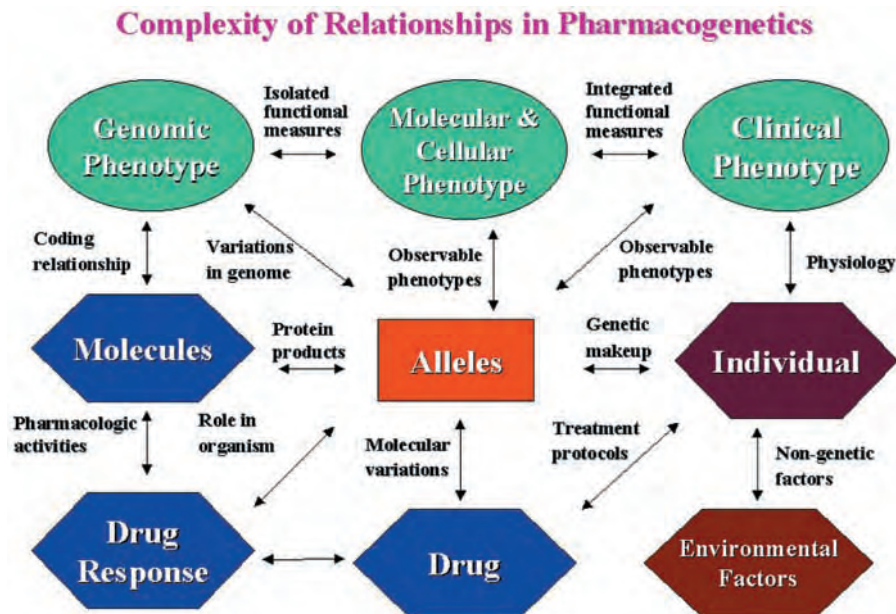 Complexity of Relationships in Pharmacogenetics
Genomic
Phenotype
Isolated
functional
measures
Molecular &
Cellular
Phenotype
Integrated
functional
measures
Clinical
Phenotype
Coding
relationship
Variations
in genome
Observable
phenotypes
Observable
phenotypes
Physiology
Molecules
Protein
products
Alleles
Genetic
makeup
Individual
Pharmacologic
activities
Role in
organism
Molecular
variations
Treatment
protocols
Non-genetic
factors
Drug
Response
Drug
Environmental
Factors